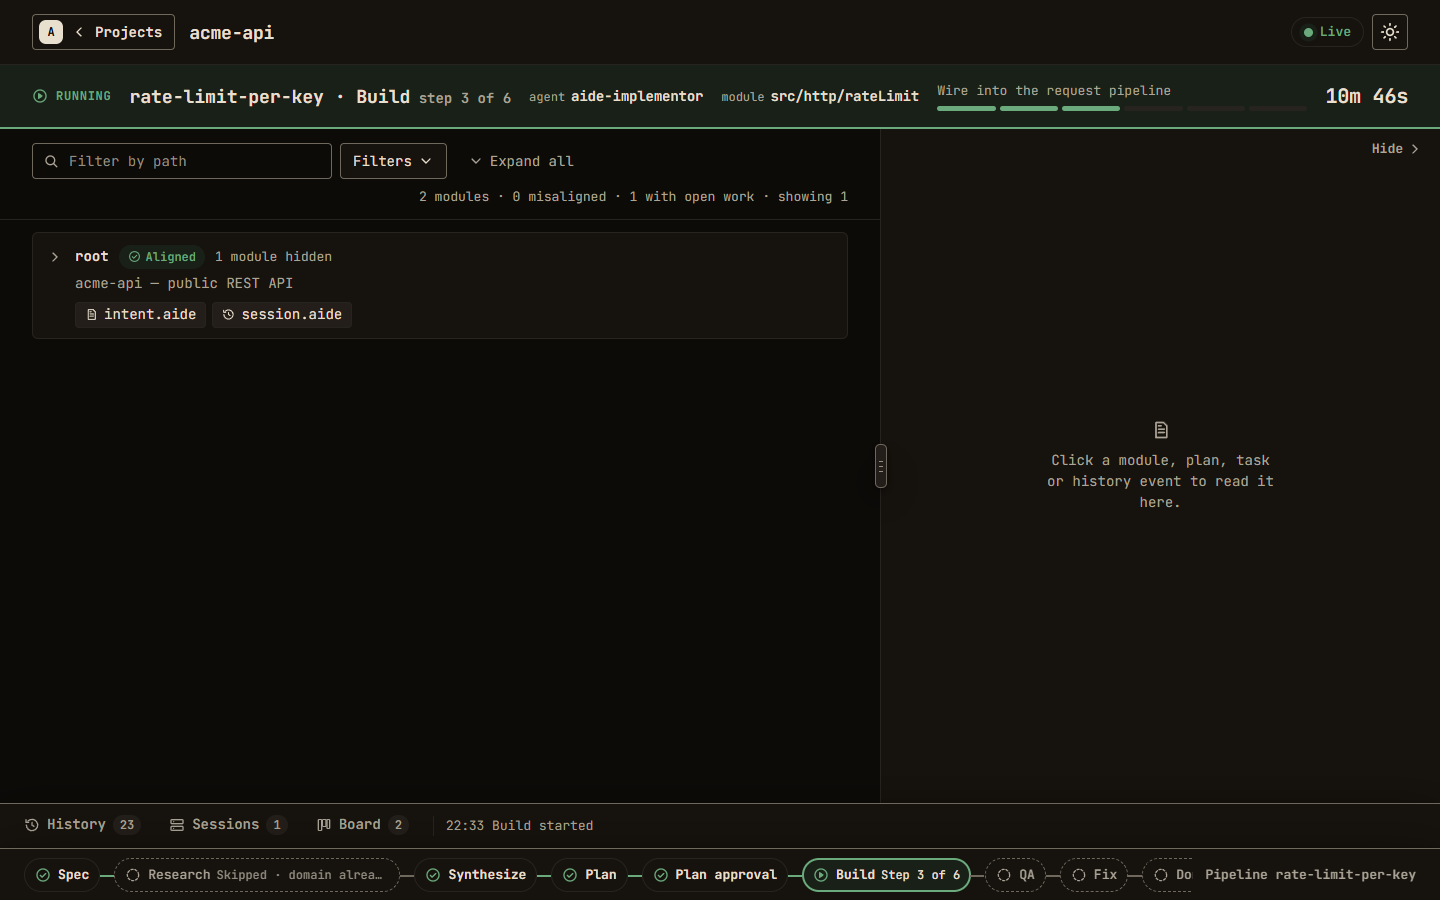 A Projects acme-api Live
RUNNING rate-limit-per-key · Build step 3 of 6 agent aide-implementor module src/http/rateLimit Wire into the request pipeline 10m 46s
Filter by path Filters Expand all
2 modules · 0 misaligned · 1 with open work · showing 1
root Aligned 1 module hidden
acme-api — public REST API
intent.aide session.aide
Hide
Click a module, plan, task
or history event to read it
here.
History 23 Sessions 1 Board 2 22:33 Build started
Spec Research Skipped · domain alrea… Synthesize Plan Plan approval Build Step 3 of 6 QA Fix Pipeline rate-limit-per-key